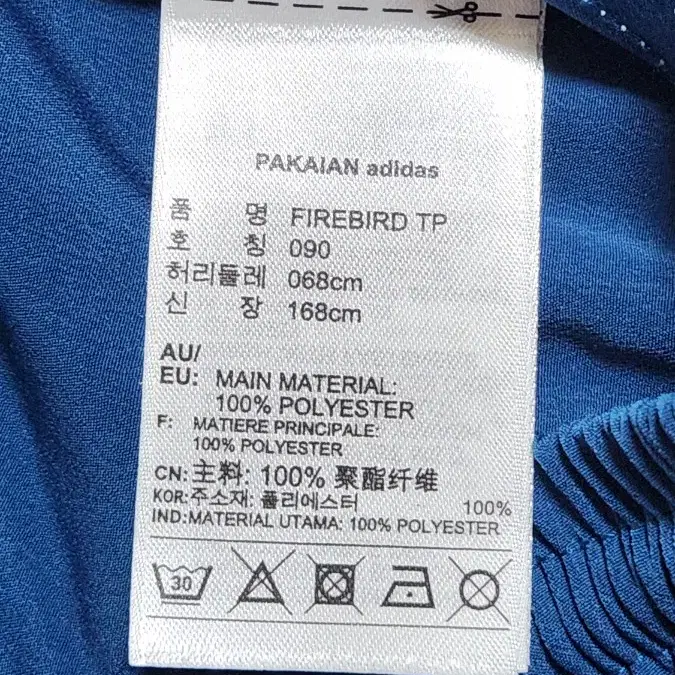 PAKAIAN adidas
품 명 FIREBIRD TP
호 칭 090
허리둘레 068cm
신 장 168cm
AU/
EU: MAIN MATERIAL:
100% POLYESTER
F: MATIERE PRINCIPALE:
100% POLYESTER
CN:主料: 100% 聚酯纤维
KOR:주소재: 폴리에스터 100%
IND:MATERIAL UTAMA: 100% POLYESTER
30